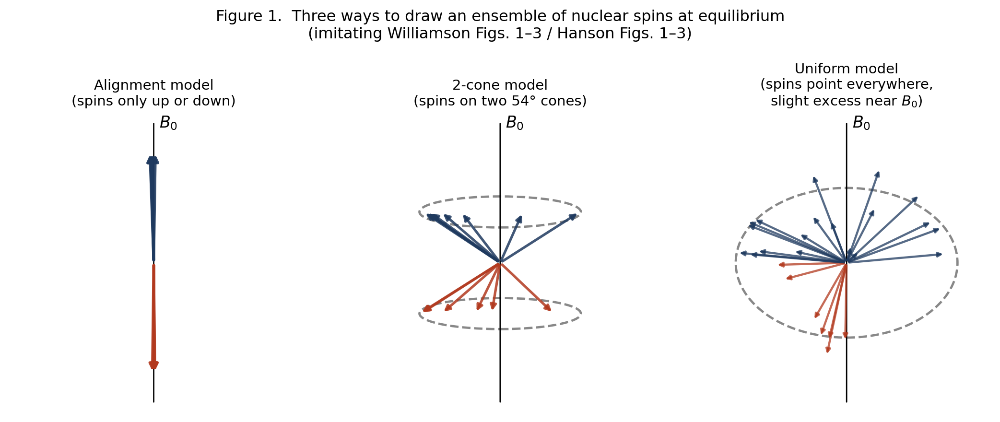 Figure 1.  Three ways to draw an ensemble of nuclear spins at equilibrium
(imitating Williamson Figs. 1–3 / Hanson Figs. 1–3)
Alignment model
(spins only up or down)
B₀
2-cone model
(spins on two 54° cones)
B₀
Uniform model
(spins point everywhere,
slight excess near B₀)
B₀